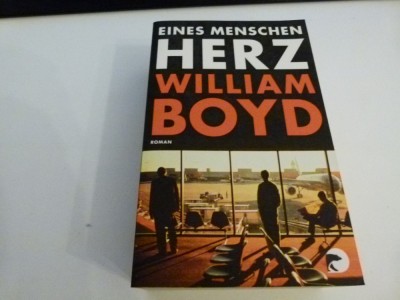 EINES MENSCHEN
HERZ
WILLIAM
BOYD
ROMAN